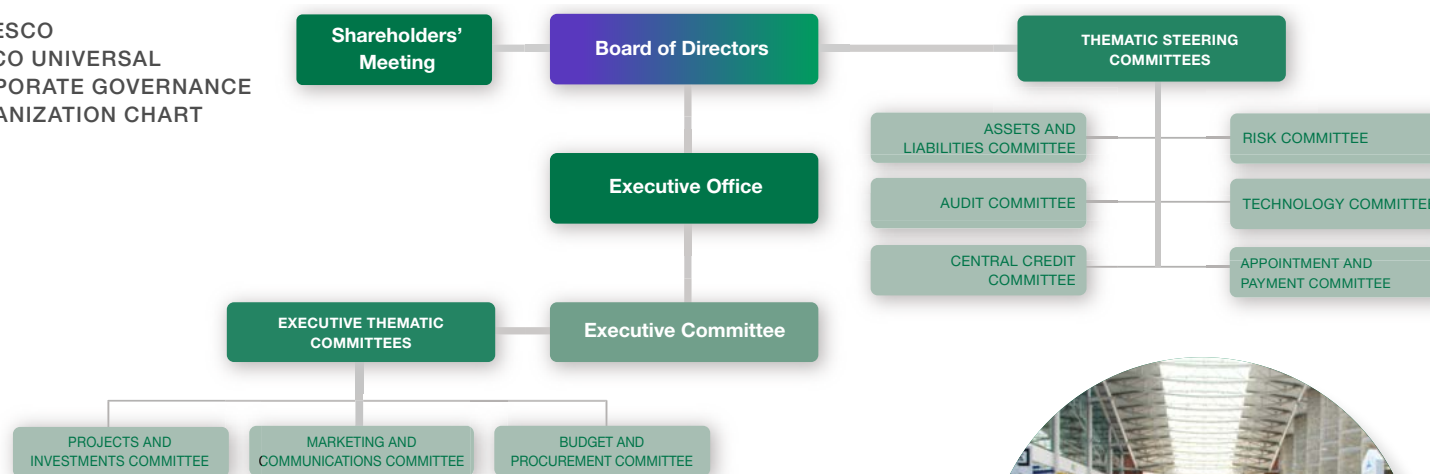 ESCO
CO UNIVERSAL
PORATE GOVERNANCE
ANIZATION CHART
Shareholders'
Meeting
Board of Directors
THEMATIC STEERING
COMMITTEES
ASSETS AND
LIABILITIES COMMITTEE
RISK COMMITTEE
Executive Office
AUDIT COMMITTEE
TECHNOLOGY COMMITTEE
CENTRAL CREDIT
COMMITTEE
APPOINTMENT AND
PAYMENT COMMITTEE
EXECUTIVE THEMATIC
COMMITTEES
Executive Committee
PROJECTS AND
INVESTMENTS COMMITTEE
MARKETING AND
COMMUNICATIONS COMMITTEE
BUDGET AND
PROCUREMENT COMMITTEE